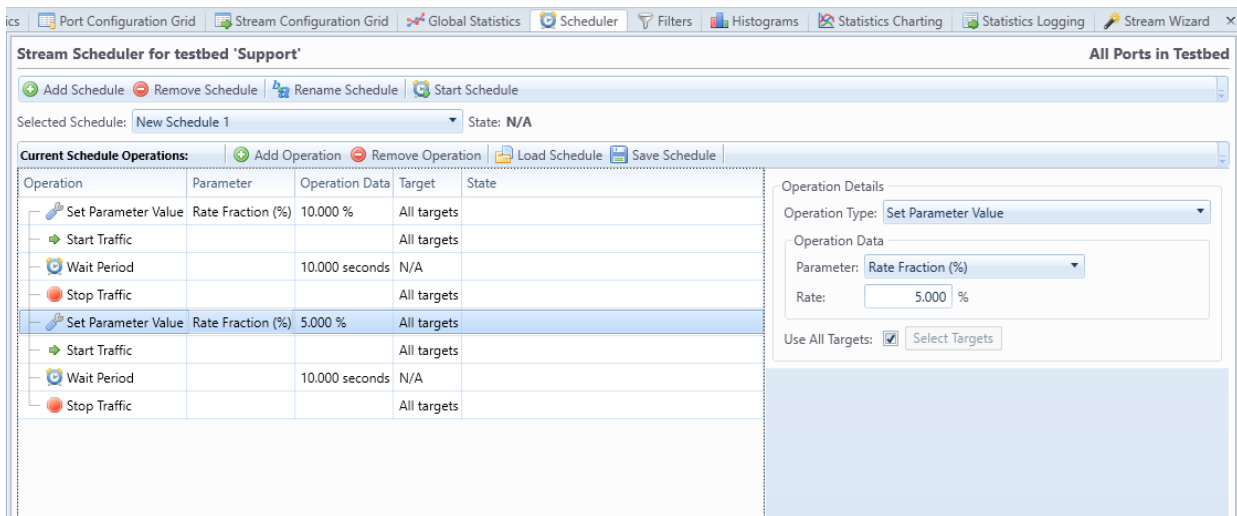 ics Port Configuration Grid Stream Configuration Grid Global Statistics Scheduler Filters Histograms Statistics Charting Statistics Logging Stream Wizard
Stream Scheduler for testbed 'Support' All Ports in Testbed
Add Schedule Remove Schedule Rename Schedule Start Schedule
Selected Schedule: New Schedule 1 State: N/A
Current Schedule Operations: Add Operation Remove Operation Load Schedule Save Schedule
Operation Parameter Operation Data Target State
Set Parameter Value Rate Fraction (%) 10.000 % All targets
Start Traffic All targets
Wait Period 10.000 seconds N/A
Stop Traffic All targets
Set Parameter Value Rate Fraction (%) 5.000 % All targets
Start Traffic All targets
Wait Period 10.000 seconds N/A
Stop Traffic All targets
Operation Details
Operation Type: Set Parameter Value
Operation Data
Parameter: Rate Fraction (%)
Rate: 5.000 %
Use All Targets: Select Targets